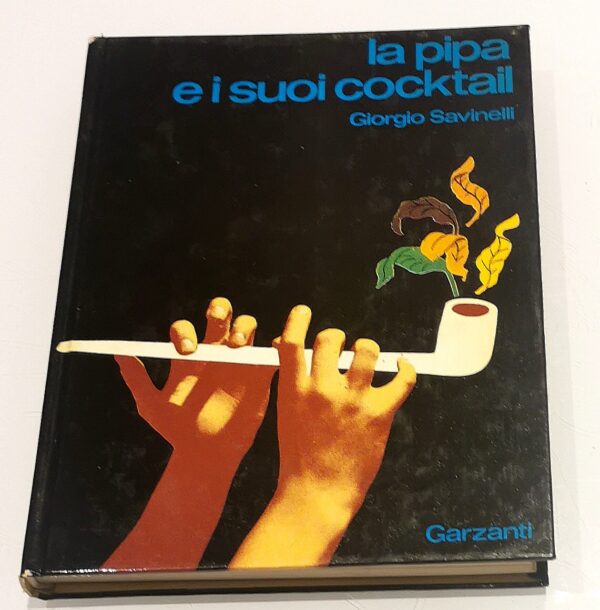 la pipa
e i suoi cocktail
Giorgio Savinelli
Garzanti